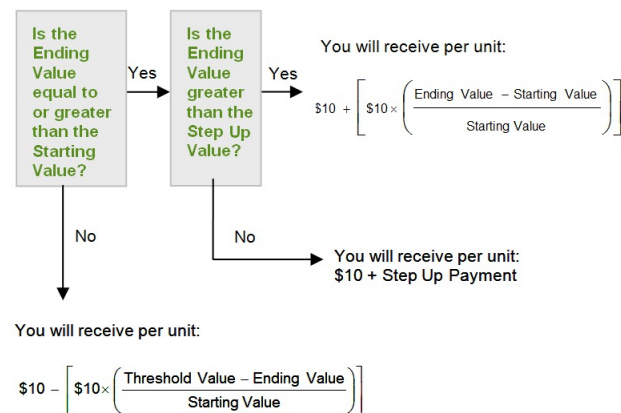 Is the
Ending
Value
equal to
or greater
than the
Starting
Value?
Yes
Is the
Ending
Value
greater
than the
Step Up
Value?
Yes
You will receive per unit:
$10 + [ $10 × ( Ending Value – Starting Value
Starting Value ) ]
No
No
You will receive per unit:
$10 + Step Up Payment
You will receive per unit:
$10 – [ $10× ( Threshold Value – Ending Value
Starting Value ) ]